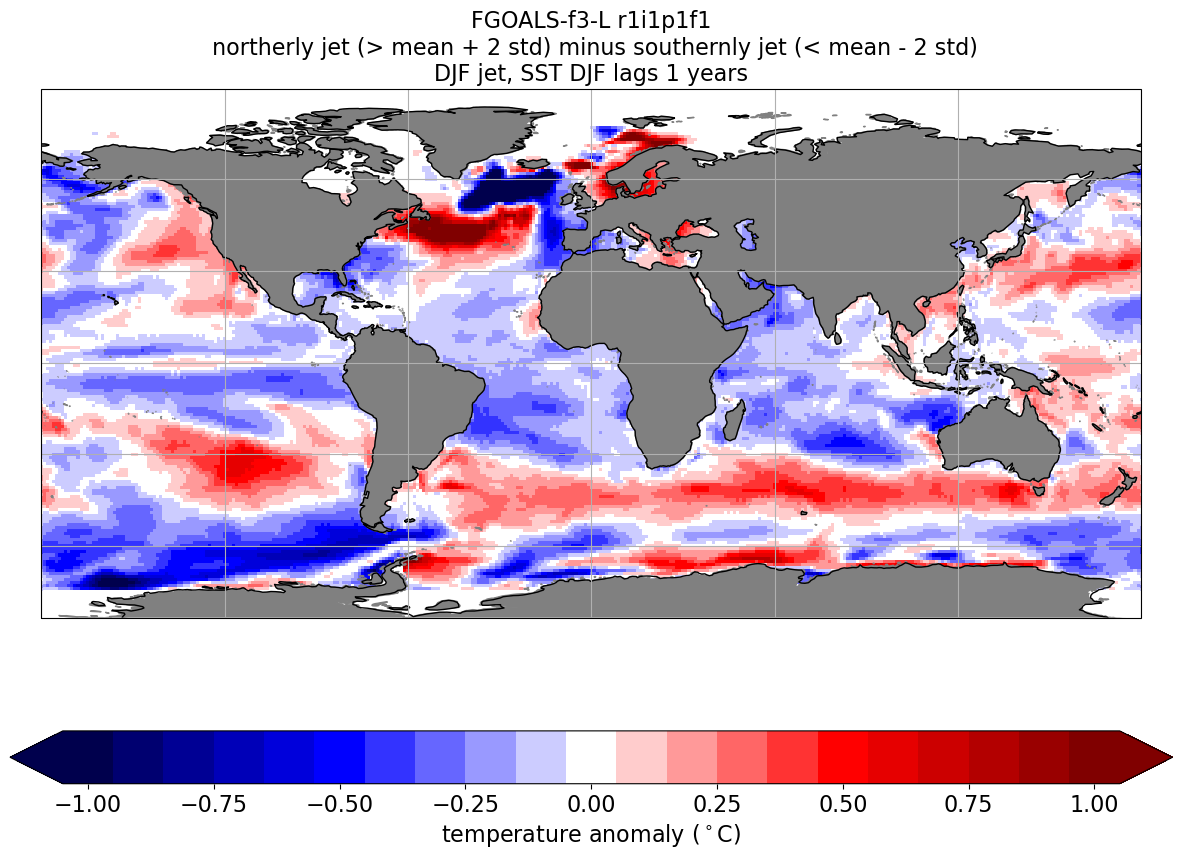 FGOALS-f3-L r1i1p1f1
northerly jet (> mean + 2 std) minus southernly jet (< mean - 2 std)
DJF jet, SST DJF lags 1 years
−1.00 −0.75 −0.50 −0.25 0.00 0.25 0.50 0.75 1.00
temperature anomaly (°C)